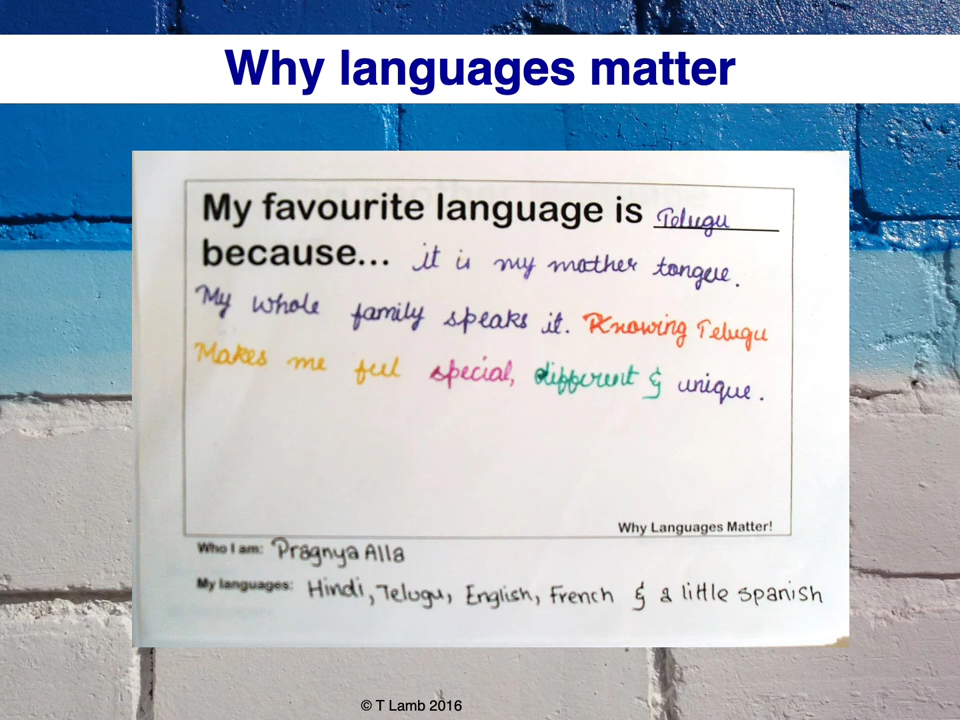 Why languages matter
My favourite language is Telugu
because... it is my mother tongue.
My whole family speaks it. Knowing Telugu
Makes me feel special, different & unique.
Why Languages Matter!
Who I am: Pragnya Alla
My languages: Hindi, Telugu, English, French & a little spanish
© T Lamb 2016